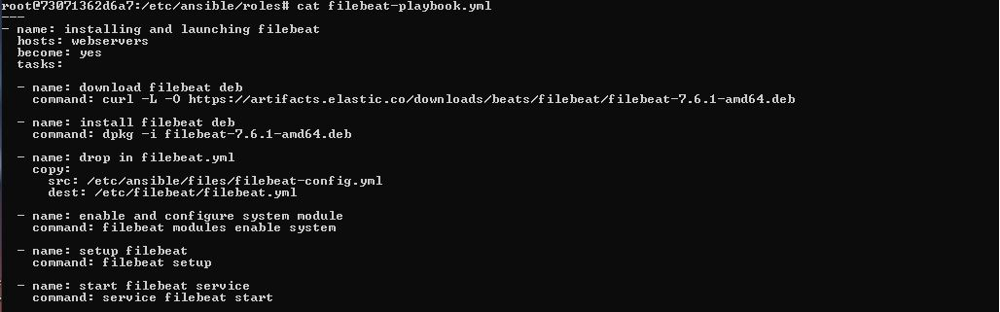 root@73071362d6a7:/etc/ansible/roles# cat filebeat-playbook.yml
---
- name: installing and launching filebeat
  hosts: webservers
  become: yes
  tasks:

  - name: download filebeat deb
    command: curl -L -O https://artifacts.elastic.co/downloads/beats/filebeat/filebeat-7.6.1-amd64.deb

  - name: install filebeat deb
    command: dpkg -i filebeat-7.6.1-amd64.deb

  - name: drop in filebeat.yml
    copy:
      src: /etc/ansible/files/filebeat-config.yml
      dest: /etc/filebeat/filebeat.yml

  - name: enable and configure system module
    command: filebeat modules enable system

  - name: setup filebeat
    command: filebeat setup

  - name: start filebeat service
    command: service filebeat start